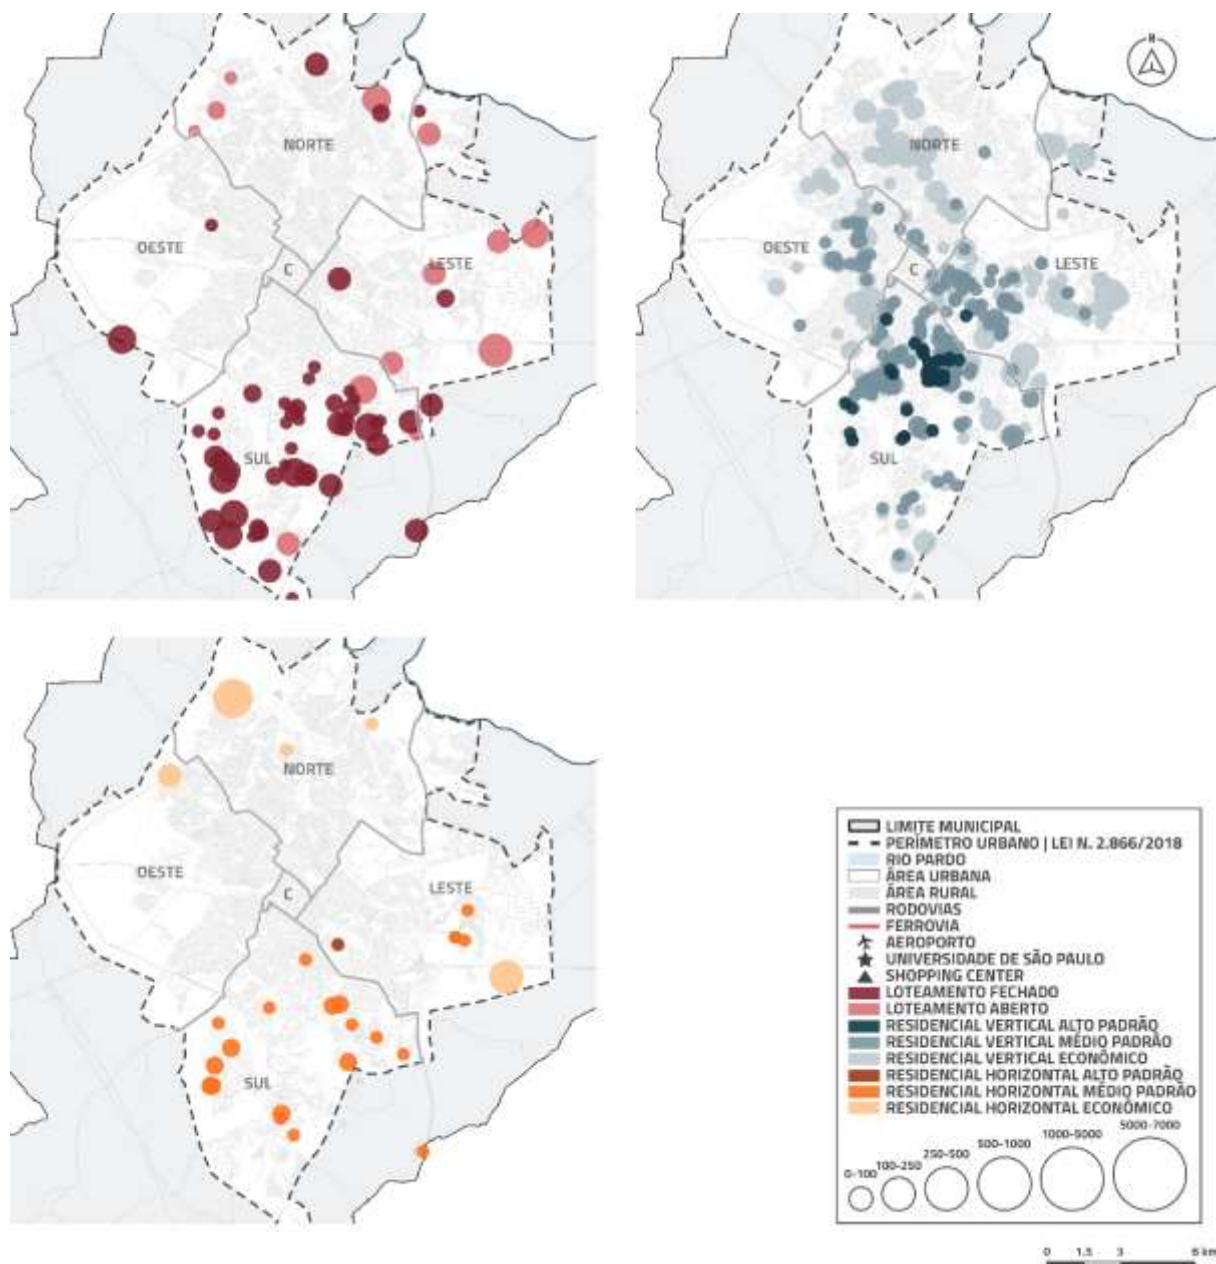 N
NORTE
OESTE
C
LESTE
SUL
NORTE
OESTE
C
LESTE
SUL
NORTE
OESTE
C
LESTE
SUL
LIMITE MUNICIPAL
PERÍMETRO URBANO | LEI N. 2.866/2018
RIO PARDO
ÁREA URBANA
ÁREA RURAL
RODOVIAS
FERROVIA
AEROPORTO
UNIVERSIDADE DE SÃO PAULO
SHOPPING CENTER
LOTEAMENTO FECHADO
LOTEAMENTO ABERTO
RESIDENCIAL VERTICAL ALTO PADRÃO
RESIDENCIAL VERTICAL MÉDIO PADRÃO
RESIDENCIAL VERTICAL ECONÔMICO
RESIDENCIAL HORIZONTAL ALTO PADRÃO
RESIDENCIAL HORIZONTAL MÉDIO PADRÃO
RESIDENCIAL HORIZONTAL ECONÔMICO
0-100 100-250 250-500 500-1000 1000-5000 5000-7000
0 1,5 3 6 km